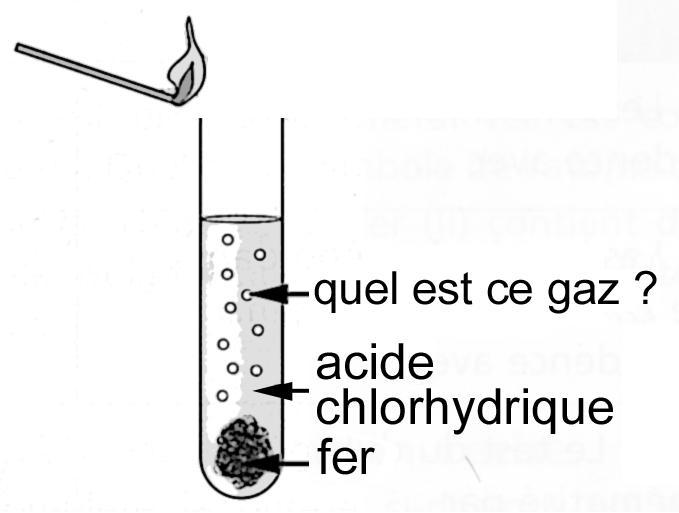 quel est ce gaz ?
acide
chlorhydrique
fer